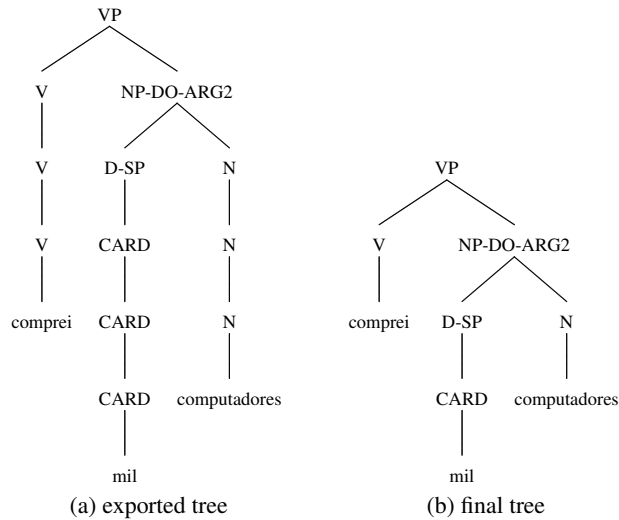 VP
V NP-DO-ARG2
V D-SP N
VP
V CARD N
V NP-DO-ARG2
comprei CARD N
comprei D-SP N
CARD computadores
CARD computadores
mil
mil
(a) exported tree
(b) final tree